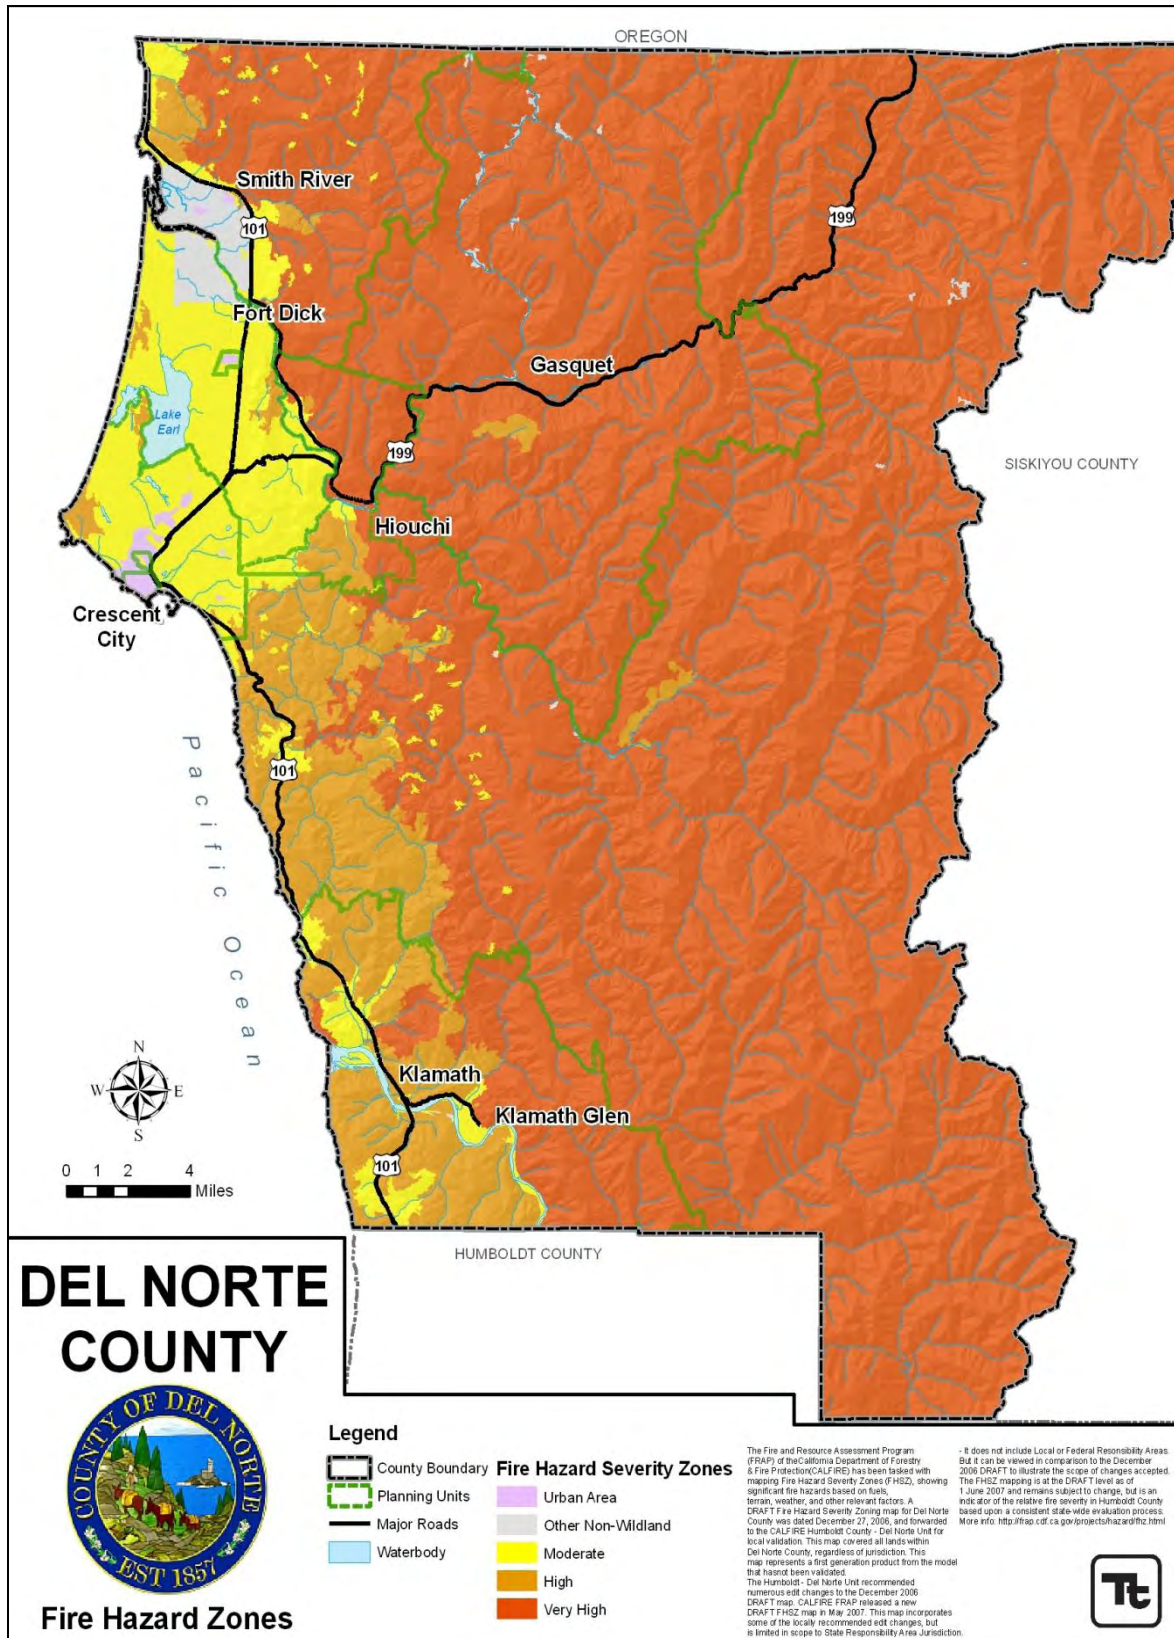 OREGON
Smith River
101
199
Fort Dick
Gasquet
Lake
Earl
199
SISKIYOU COUNTY
Hiouchi
Crescent
City
Pacific Ocean
101
N
W E
S
Klamath
Klamath Glen
101
0 1 2 4
Miles
HUMBOLDT COUNTY
DEL NORTE
COUNTY
COUNTY OF DEL NORTE
EST 1857
Fire Hazard Zones
Legend
County Boundary
Planning Units
Major Roads
Waterbody
Fire Hazard Severity Zones
Urban Area
Other Non-Wildland
Moderate
High
Very High
The Fire and Resource Assessment Program
(FRAP) of theCalifornia Department of Forestry
& Fire Protection(CALFIRE) has been tasked with
mapping Fire Hazard Severity Zones (FHSZ), showing
significant fire hazards based on fuels,
terrain, weather, and other relevant factors. A
DRAFT Fire Hazard Severity Zoning map for Del Norte
County was dated December 27, 2006, and forwarded
to the CALFIRE Humboldt County - Del Norte Unit for
local validation. This map covered all lands within
Del Norte County, regardless of jurisdiction. This
map represents a first generation product from the model
that hasnot been validated.
The Humboldt- Del Norte Unit recommended
numerous edit changes to the December 2006
DRAFT map. CALFIRE FRAP released a new
DRAFT FHSZ map in May 2007. This map incorporates
some of the locally recommended edit changes, but
is limited in scope to State Responsibility Area Jurisdiction.
- It does not include Local or Federal Resonsibility Areas.
But it can be viewed in comparison to the December
2006 DRAFT to illustrate the scope of changes accepted.
The FHSZ mapping is at the DRAFT level as of
1 June 2007 and remains subject to change, but is an
indicator of the relative fire severity in Humboldt County
based upon a consistent state-wide evaluation process.
More info: http://frap.cdf.ca.gov/projects/hazard/fhz.html
Tt